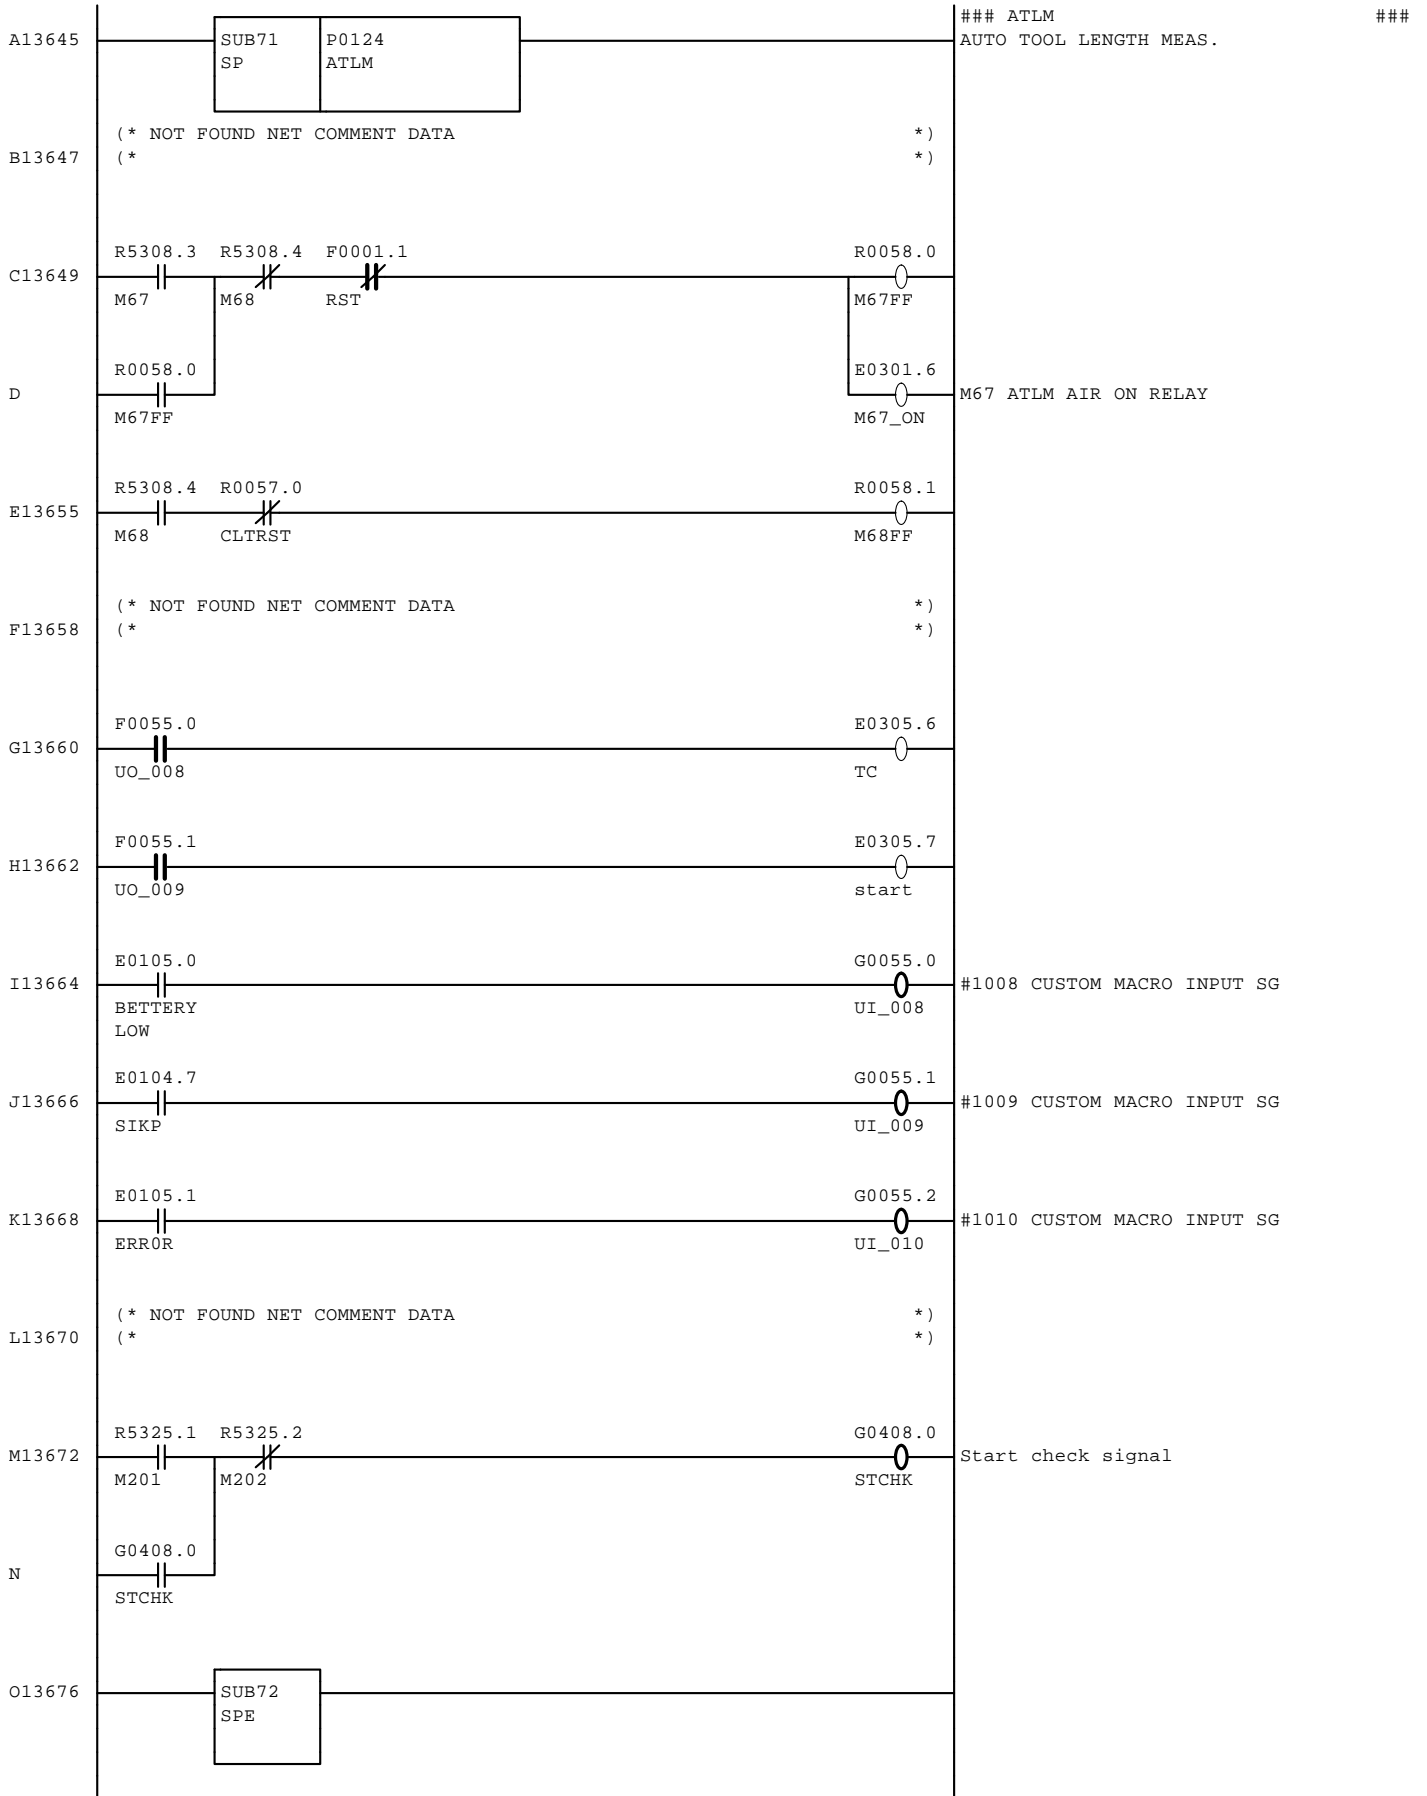 ### ATLM ###
A13645 SUB71 P0124 AUTO TOOL LENGTH MEAS.
SP ATLM
(* NOT FOUND NET COMMENT DATA *)
B13647 (* *)
R5308.3 R5308.4 F0001.1 R0058.0
C13649
M67 M68 RST M67FF
R0058.0 E0301.6
D M67 ATLM AIR ON RELAY
M67FF M67_ON
R5308.4 R0057.0 R0058.1
E13655
M68 CLTRST M68FF
(* NOT FOUND NET COMMENT DATA *)
F13658 (* *)
F0055.0 E0305.6
G13660
UO_008 TC
F0055.1 E0305.7
H13662
UO_009 start
E0105.0 G0055.0
I13664 #1008 CUSTOM MACRO INPUT SG
BETTERY UI_008
LOW
E0104.7 G0055.1
J13666 #1009 CUSTOM MACRO INPUT SG
SIKP UI_009
E0105.1 G0055.2
K13668 #1010 CUSTOM MACRO INPUT SG
ERR0R UI_010
(* NOT FOUND NET COMMENT DATA *)
L13670 (* *)
R5325.1 R5325.2 G0408.0
M13672 Start check signal
M201 M202 STCHK
G0408.0
N
STCHK
O13676 SUB72
SPE